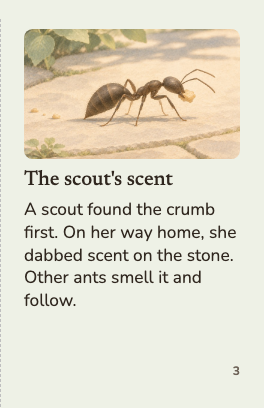 The scout's scent
A scout found the crumb
first. On her way home, she
dabbed scent on the stone.
Other ants smell it and
follow.
3